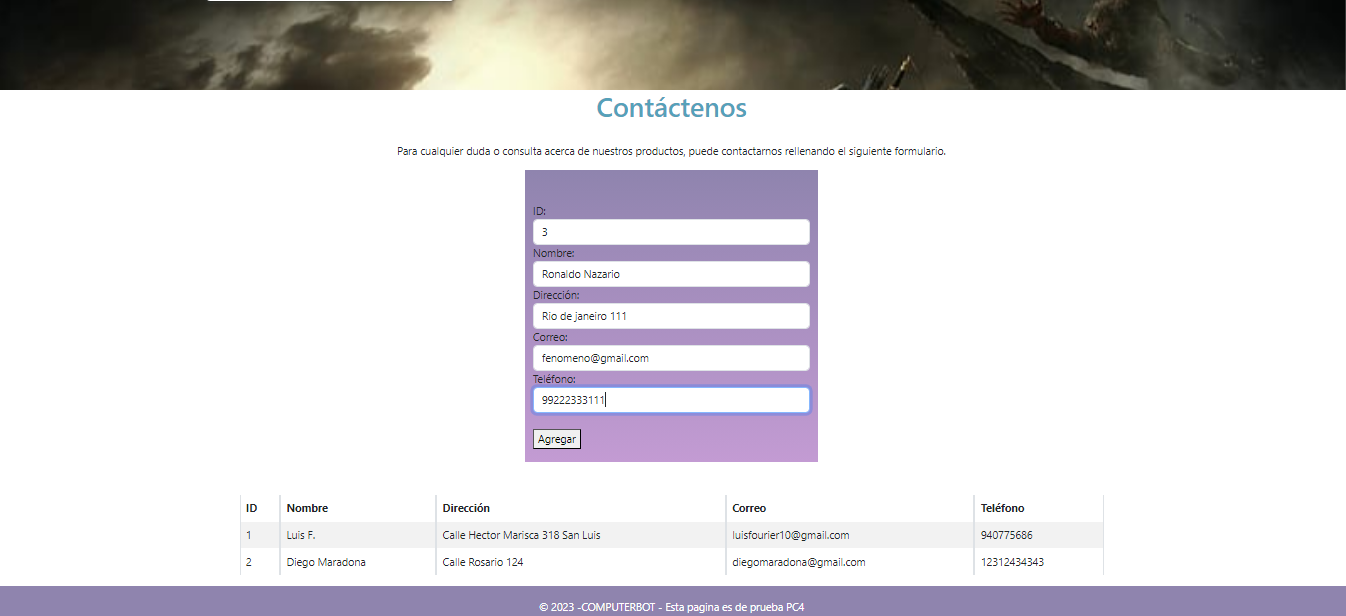 Contáctenos
Para cualquier duda o consulta acerca de nuestros productos, puede contactarnos rellenando el siguiente formulario.
ID:
3
Nombre:
Ronaldo Nazario
Dirección:
Rio de janeiro 111
Correo:
fenomeno@gmail.com
Teléfono:
99222333111
Agregar
ID Nombre Dirección Correo Teléfono
1 Luis F. Calle Hector Marisca 318 San Luis luisfourier10@gmail.com 940775686
2 Diego Maradona Calle Rosario 124 diegomaradona@gmail.com 12312434343
© 2023 -COMPUTERBOT - Esta pagina es de prueba PC4